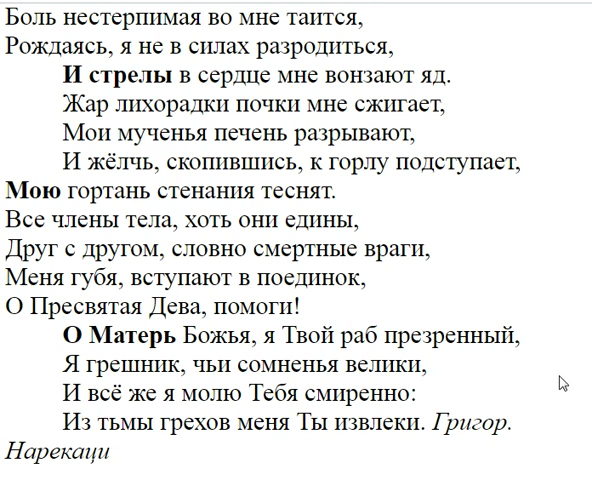 Боль нестерпимая во мне таится,
Рождаясь, я не в силах разродиться,
И стрелы в сердце мне вонзают яд.
Жар лихорадки почки мне сжигает,
Мои мученья печень разрывают,
И жёлчь, скопившись, к горлу подступает,
Мою гортань стенания теснят.
Все члены тела, хоть они едины,
Друг с другом, словно смертные враги,
Меня губя, вступают в поединок,
О Пресвятая Дева, помоги!
О Матерь Божья, я Твой раб презренный,
Я грешник, чьи сомненья велики,
И всё же я молю Тебя смиренно:
Из тьмы грехов меня Ты извлеки. Григор.
Нарекаци